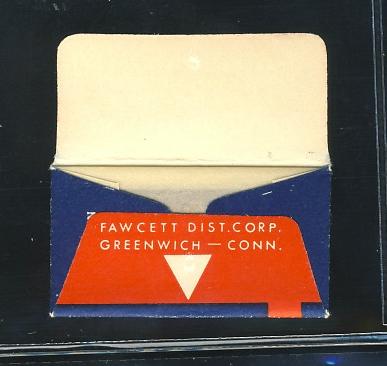 FAWCETT DIST.CORP.
GREENWICH — CONN.